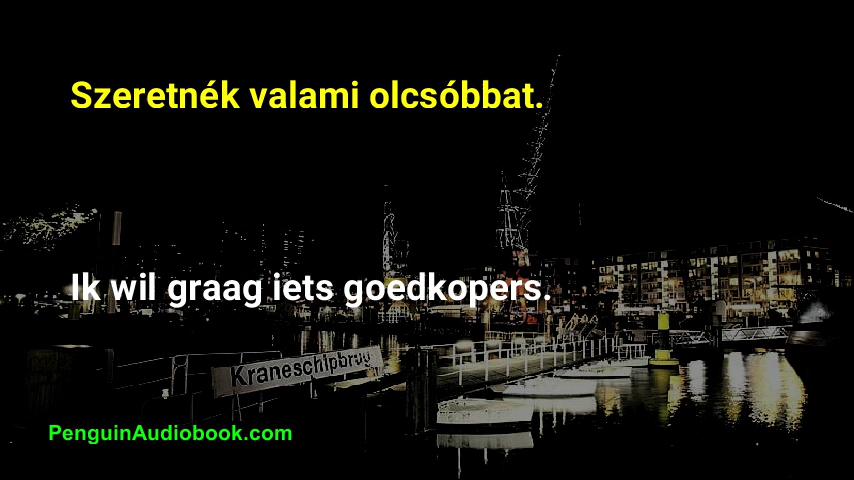 Szeretnék valami olcsóbbat.
Ik wil graag iets goedkopers.
Kraneschipbrug
PenguinAudiobook.com